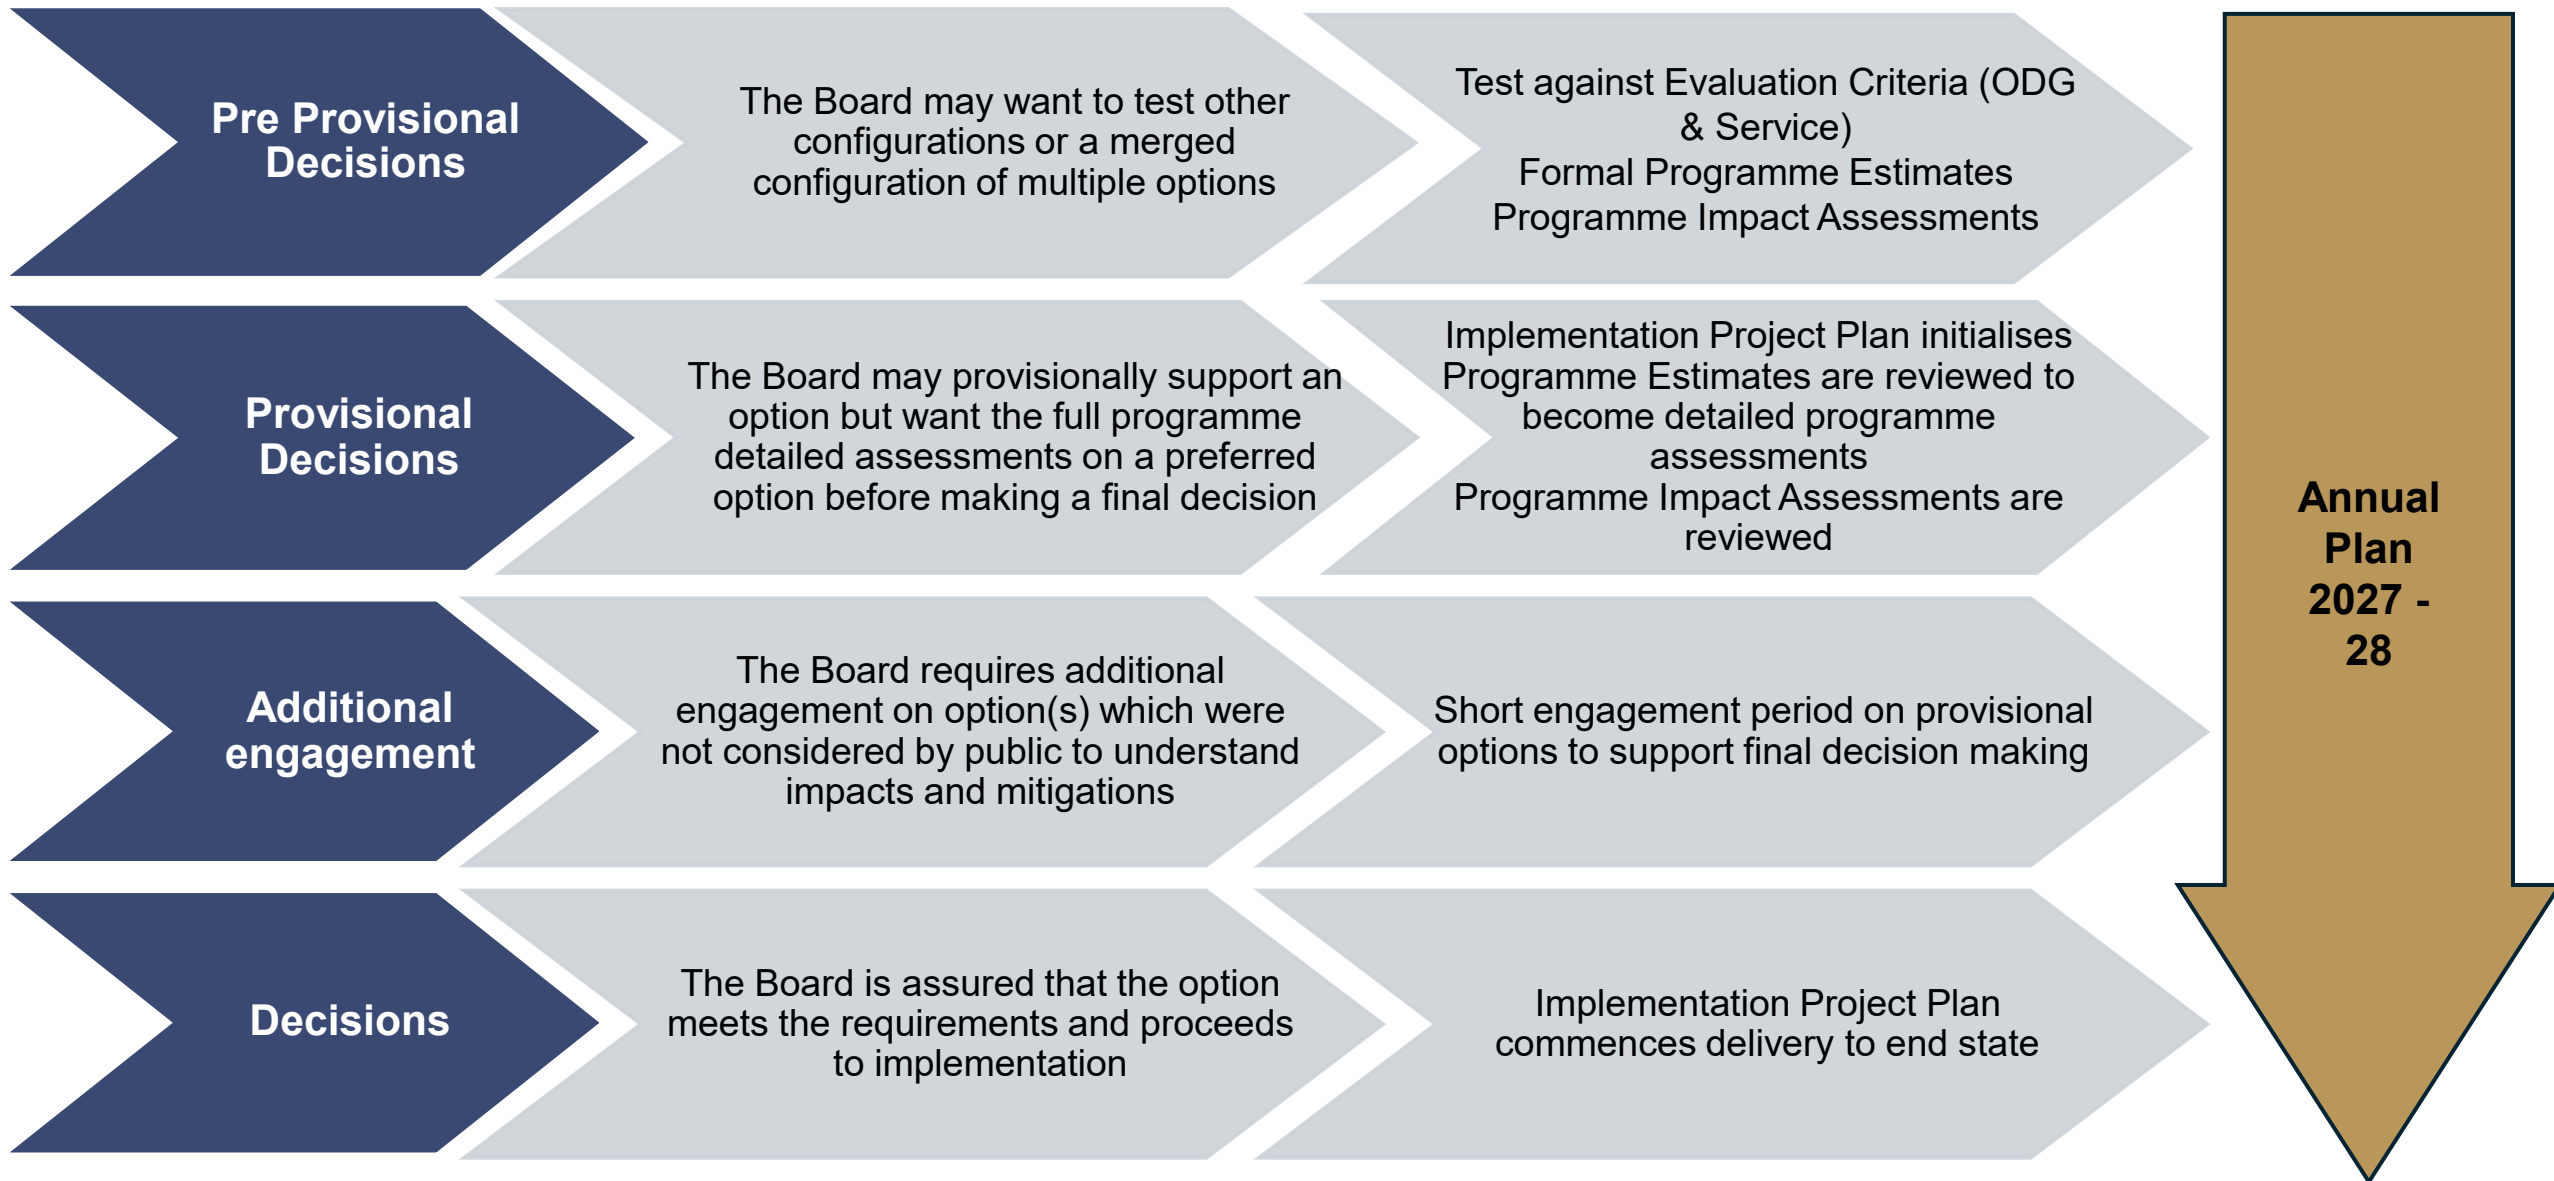 Pre Provisional
Decisions
The Board may want to test other
configurations or a merged
configuration of multiple options
Test against Evaluation Criteria (ODG
& Service)
Formal Programme Estimates
Programme Impact Assessments
Provisional
Decisions
The Board may provisionally support an
option but want the full programme
detailed assessments on a preferred
option before making a final decision
Implementation Project Plan initialises
Programme Estimates are reviewed to
become detailed programme
assessments
Programme Impact Assessments are
reviewed
Additional
engagement
The Board requires additional
engagement on option(s) which were
not considered by public to understand
impacts and mitigations
Short engagement period on provisional
options to support final decision making
Decisions
The Board is assured that the option
meets the requirements and proceeds
to implementation
Implementation Project Plan
commences delivery to end state
Annual
Plan
2027 -
28